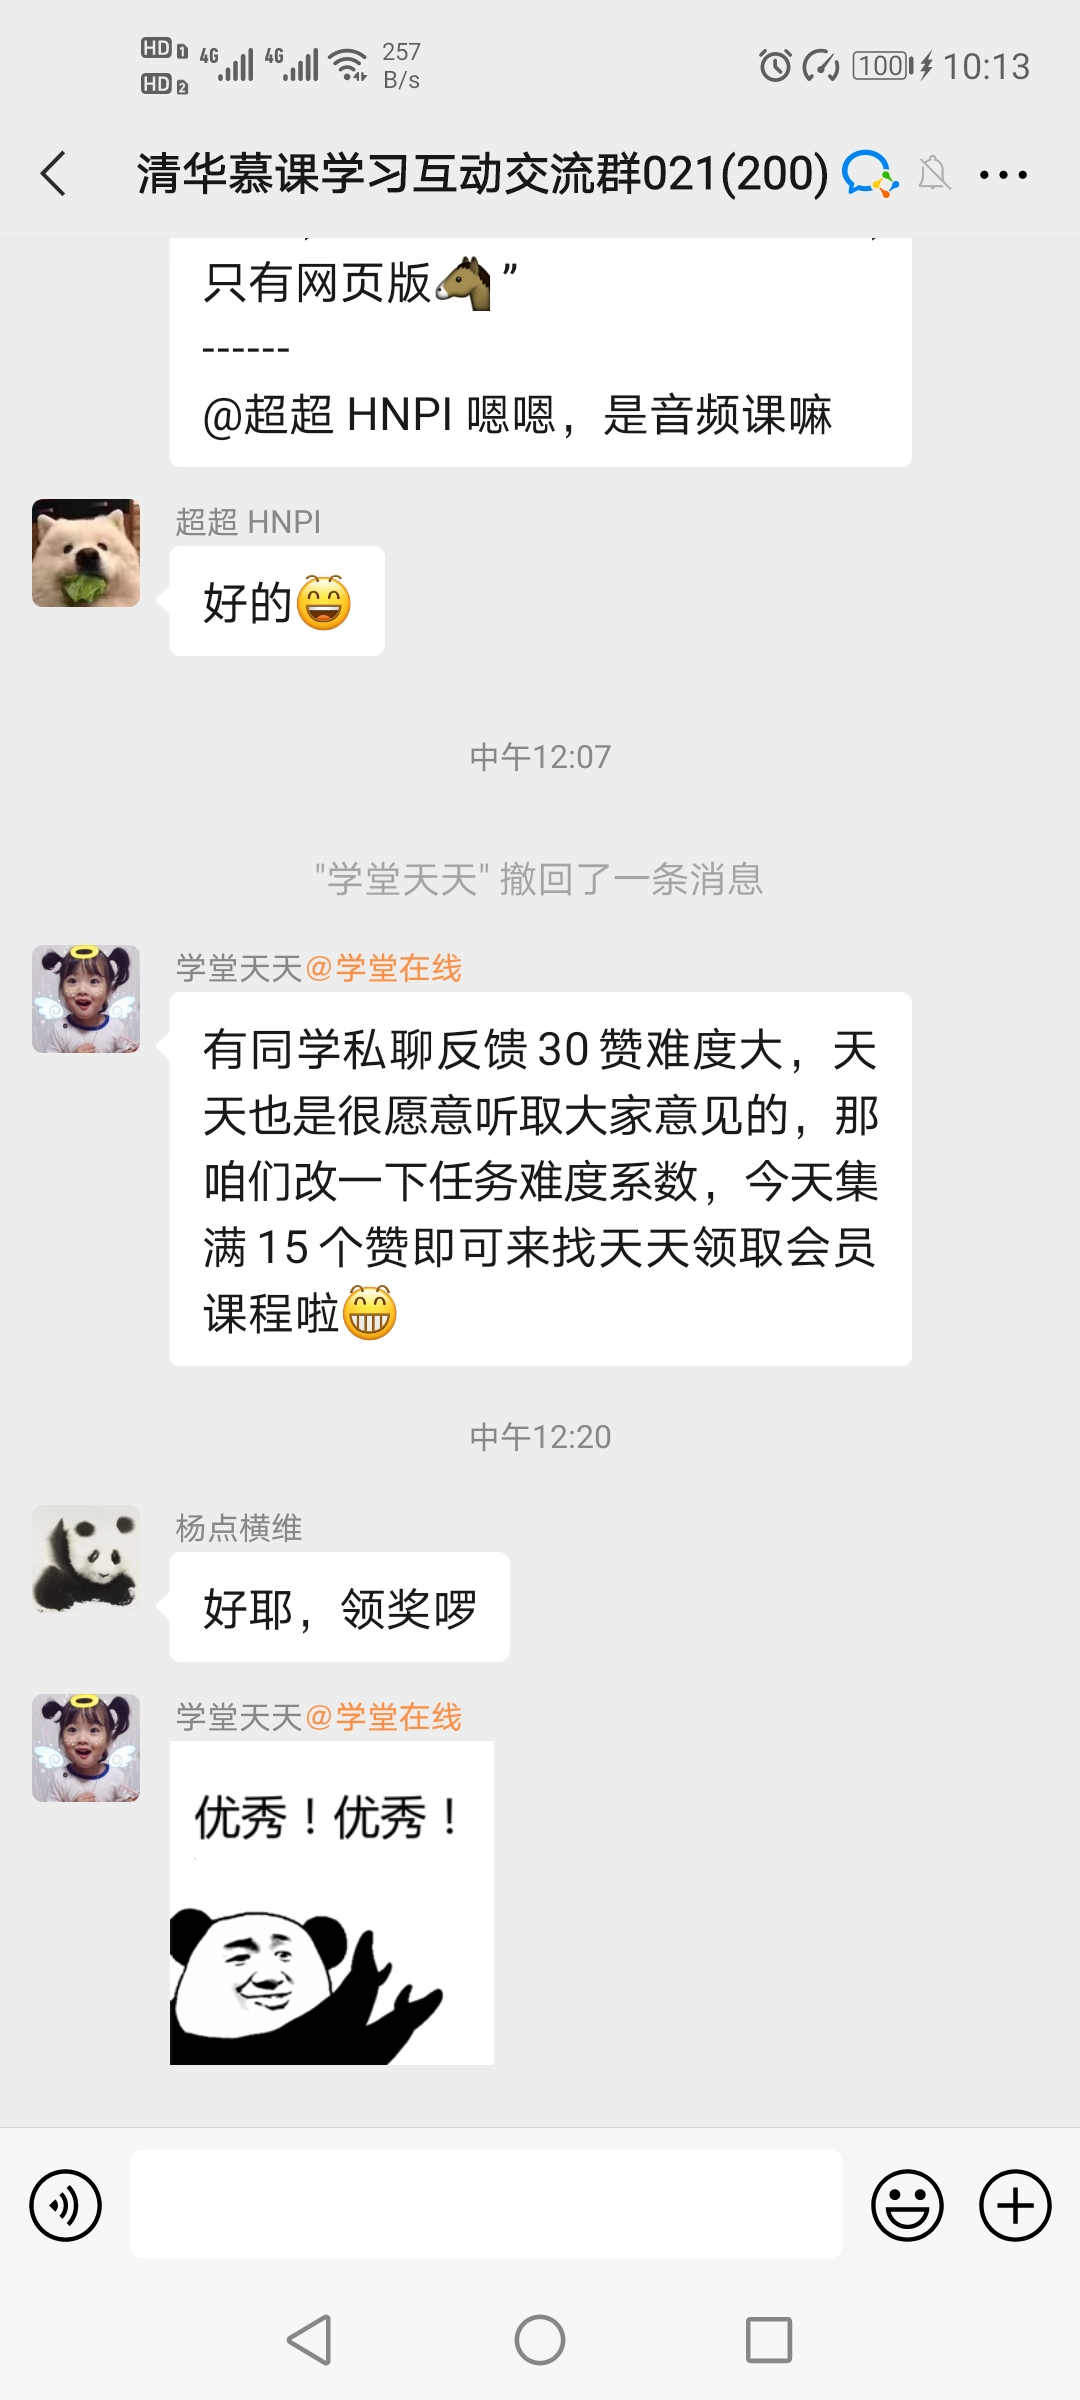 HD 1 4G 4G 257
HD 2 B/s
100 10:13
清华慕课学习互动交流群021(200)
只有网页版🐴”
------
@超超 HNPI 嗯嗯，是音频课嘛
超超 HNPI
好的😄
中午12:07
"学堂天天" 撤回了一条消息
学堂天天@学堂在线
有同学私聊反馈30赞难度大，天
天也是很愿意听取大家意见的，那
咱们改一下任务难度系数，今天集
满15个赞即可来找天天领取会员
课程啦😁
中午12:20
杨点横维
好耶，领奖啰
学堂天天@学堂在线
优秀！优秀！